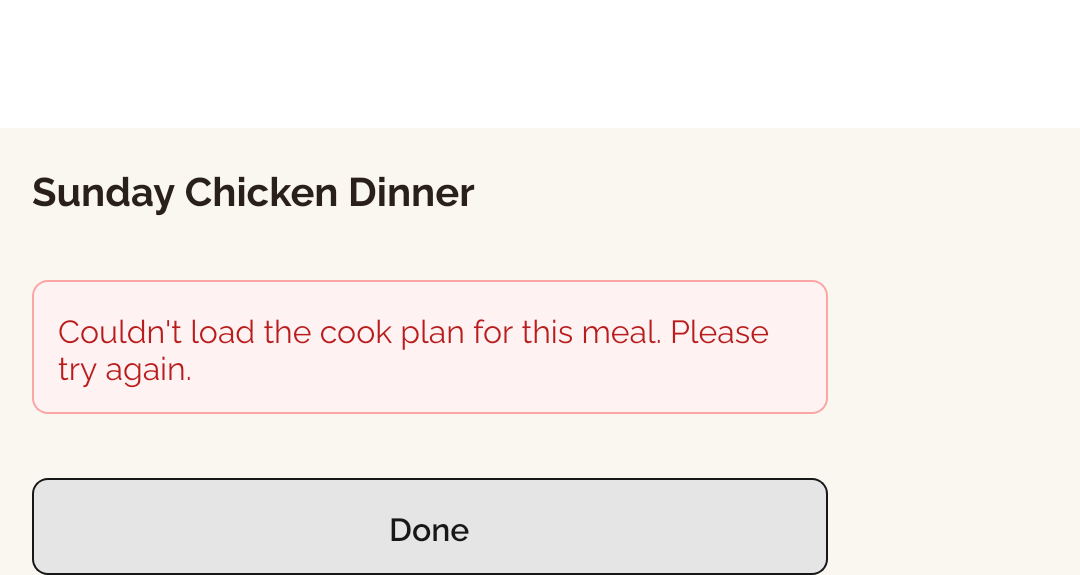 Sunday Chicken Dinner
Couldn't load the cook plan for this meal. Please
try again.
Done